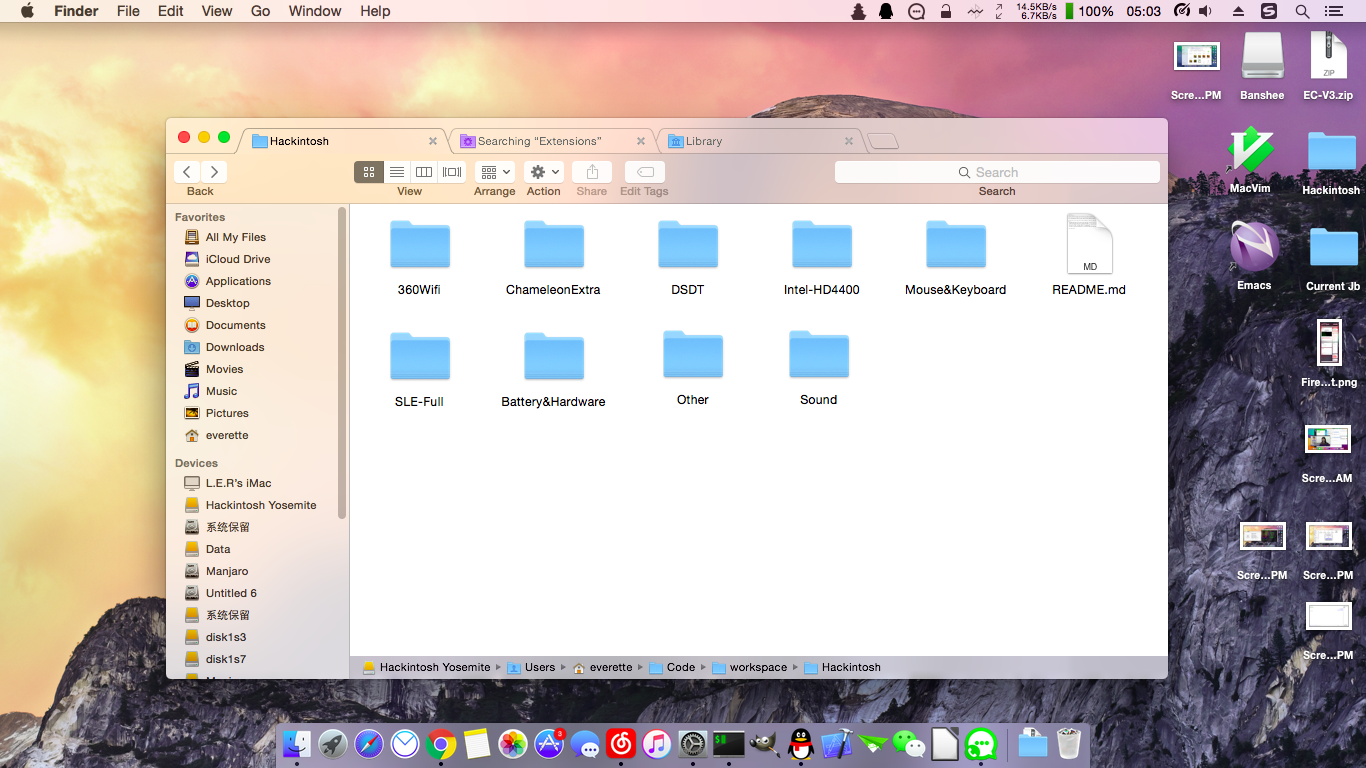 Finder File Edit View Go Window Help
14.5KB/s
6.7KB/s
100% 05:03
Hackintosh
Searching “Extensions”
Library
Back
View
Arrange
Action
Share
Edit Tags
Search
Search
Favorites
All My Files
iCloud Drive
Applications
Desktop
Documents
Downloads
Movies
Music
Pictures
everette
Devices
L.E.R's iMac
Hackintosh Yosemite
系统保留
Data
Manjaro
Untitled 6
系统保留
disk1s3
disk1s7
360Wifi
ChameleonExtra
DSDT
Intel-HD4400
Mouse&Keyboard
MD
README.md
SLE-Full
Battery&Hardware
Other
Sound
Hackintosh Yosemite Users everette Code workspace Hackintosh
Scre...PM
Banshee
ZIP
EC-V3.zip
MacVim
Hackintosh
Emacs
Current Jb
Fire...t.png
Scre...AM
Scre...PM
Scre...PM
Scre...PM
3